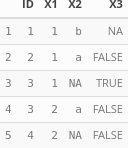 ID X1 X2 X3
1 1 1 b NA
2 2 1 a FALSE
3 3 1 NA TRUE
4 3 2 a FALSE
5 4 2 NA FALSE